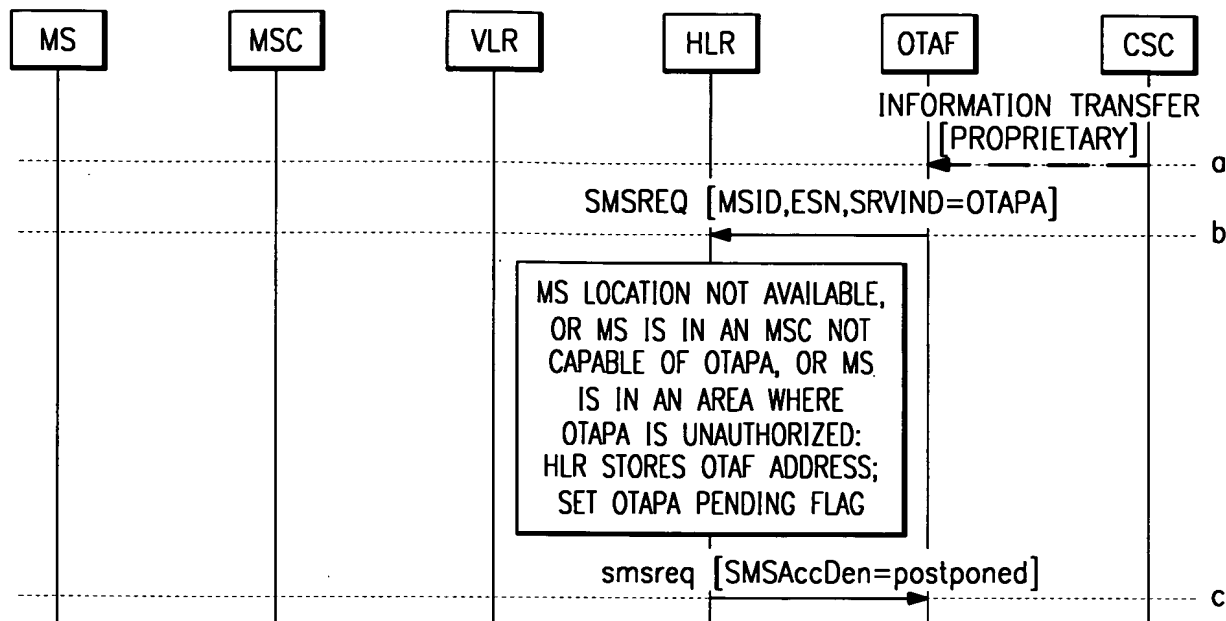 MS MSC VLR HLR OTAF CSC
INFORMATION TRANSFER
[PROPRIETARY]
a
SMSREQ [MSID,ESN,SRVIND=OTAPA]
b
MS LOCATION NOT AVAILABLE,
OR MS IS IN AN MSC NOT
CAPABLE OF OTAPA, OR MS
IS IN AN AREA WHERE
OTAPA IS UNAUTHORIZED:
HLR STORES OTAF ADDRESS;
SET OTAPA PENDING FLAG
smsreq [SMSAccDen=postponed]
c